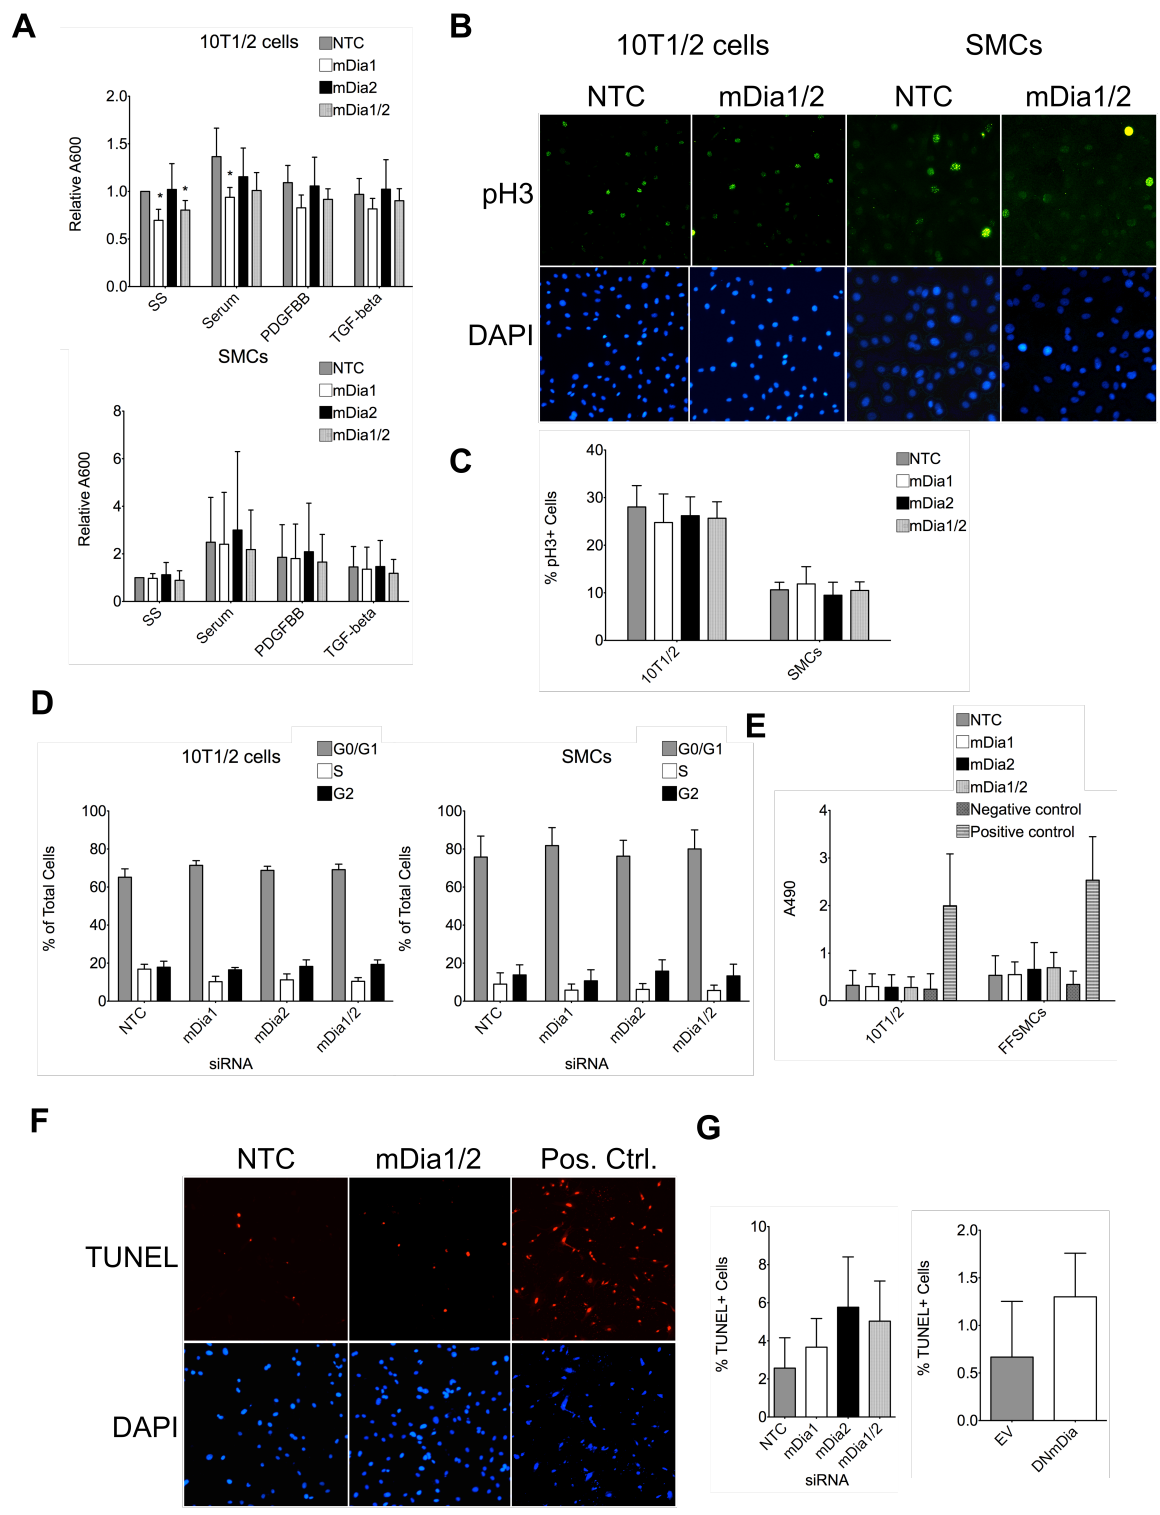 A
10T1/2 cells
NTC
mDia1
mDia2
mDia1/2
2.0
1.5
1.0
0.5
0.0
Relative A600
* * *
SS
Serum
PDGFBB
TGF-beta
SMCs
NTC
mDia1
mDia2
mDia1/2
8
6
4
2
0
Relative A600
SS
Serum
PDGFBB
TGF-beta
B
10T1/2 cells SMCs
NTC mDia1/2 NTC mDia1/2
pH3
DAPI
C
40
30
20
10
0
% pH3+ Cells
NTC
mDia1
mDia2
mDia1/2
10T1/2
SMCs
D
10T1/2 cells
G0/G1
S
G2
100
80
60
40
20
0
% of Total Cells
NTC
mDia1
mDia2
mDia1/2
siRNA
SMCs
G0/G1
S
G2
100
80
60
40
20
0
% of Total Cells
NTC
mDia1
mDia2
mDia1/2
siRNA
E
NTC
mDia1
mDia2
mDia1/2
Negative control
Positive control
4
3
2
1
0
A490
10T1/2
FFSMCs
F
NTC mDia1/2 Pos. Ctrl.
TUNEL
DAPI
G
10
8
6
4
2
0
% TUNEL+ Cells
NTC
mDia1
mDia2
mDia1/2
siRNA
2.0
1.5
1.0
0.5
0.0
% TUNEL+ Cells
EV
DNmDia